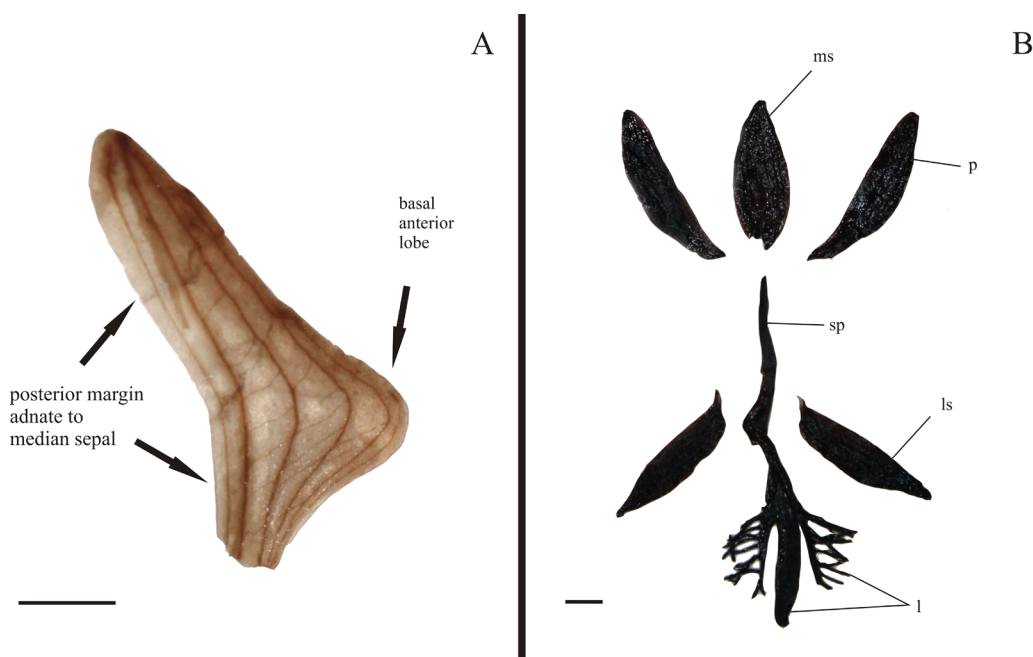 A
basal
anterior
lobe
posterior margin
adnate to
median sepal
B
ms
p
sp
ls
l